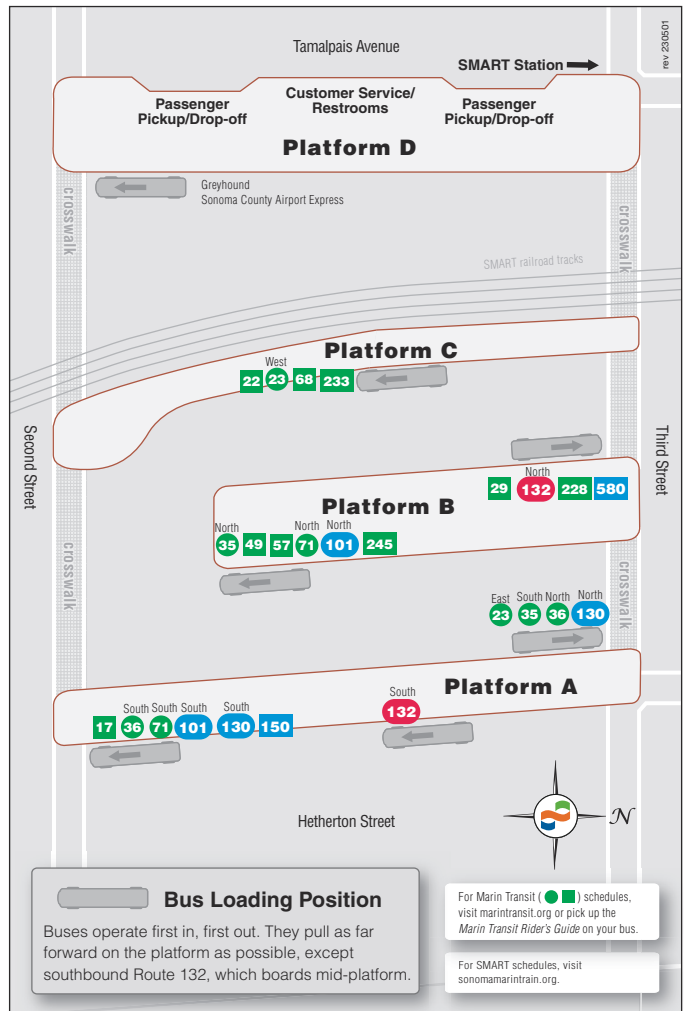 rev 230501
Tamalpais Avenue
SMART Station
Passenger
Pickup/Drop-off
Customer Service/
Restrooms
Passenger
Pickup/Drop-off
Platform D
crosswalk
Greyhound
Sonoma County Airport Express
crosswalk
SMART railroad tracks
Platform C
West
22 23 68 233
Second Street
Third Street
North
29 132 228 580
Platform B
North North North
35 49 57 71 101 245
crosswalk
crosswalk
East South North North
23 35 36 130
Platform A
South
132
South South South South
17 36 71 101 130 150
Hetherton Street
N
Bus Loading Position
Buses operate first in, first out. They pull as far
forward on the platform as possible, except
southbound Route 132, which boards mid-platform.
For Marin Transit ( ) schedules,
visit marintransit.org or pick up the
Marin Transit Rider's Guide on your bus.
For SMART schedules, visit
sonomamarintrain.org.